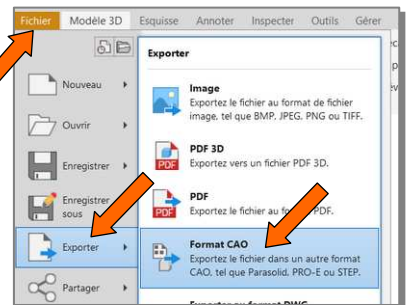 Fichier Modèle 3D Esquisse Annoter Inspecter Outils Gérer
Exporter
Nouveau
Ouvrir
Enregistrer
Enregistrer
sous
Exporter
Partager
Image
Exportez le fichier au format de fichier
image, tel que BMP, JPEG, PNG ou TIFF.
PDF 3D
Exportez vers un fichier PDF 3D.
PDF
Exportez le fichier au PDF.
Format CAO
Exportez le fichier dans un autre format
CAO, tel que Parasolid, PRO-E ou STEP.